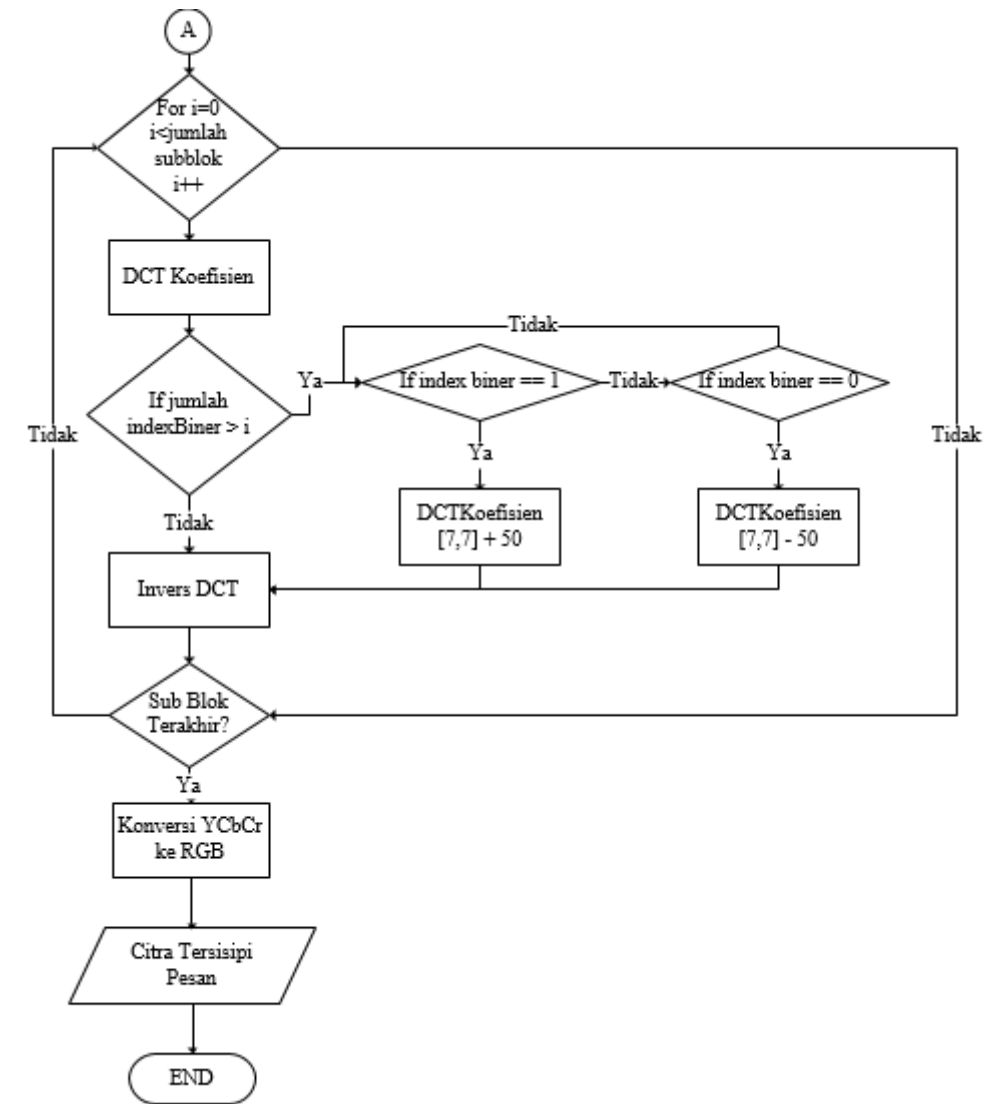 A
For i=0
i<jumlah
subblok
i++
DCT Koefisien
Tidak
If jumlah
indexBiner > i
Ya
If index biner == 1
Tidak
If index biner == 0
Tidak
Tidak
Ya
Ya
Tidak
DCTKoefisien
[7,7] + 50
DCTKoefisien
[7,7] - 50
Invers DCT
Sub Blok
Terakhir?
Ya
Konversi YCbCr
ke RGB
Citra Tersisipi
Pesan
END